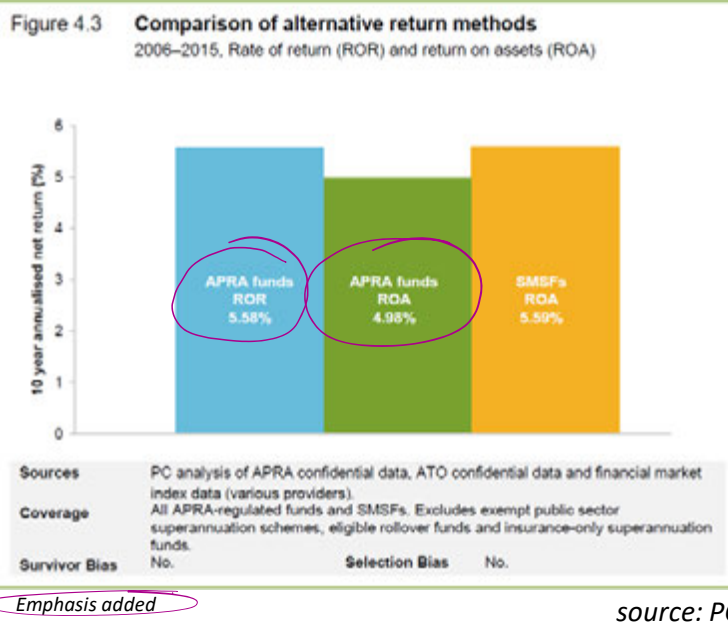 Figure 4.3 Comparison of alternative return methods
2006–2015, Rate of return (ROR) and return on assets (ROA)
10 year annualised net return (%)
6
5
4
3
2
1
0
APRA funds
ROR
5.58%
APRA funds
ROA
4.98%
SMSFs
ROA
5.59%
Sources PC analysis of APRA confidential data, ATO confidential data and financial market
index data (various providers).
Coverage All APRA-regulated funds and SMSFs. Excludes exempt public sector
superannuation schemes, eligible rollover funds and insurance-only superannuation
funds.
Survivor Bias No. Selection Bias No.
Emphasis added
source: